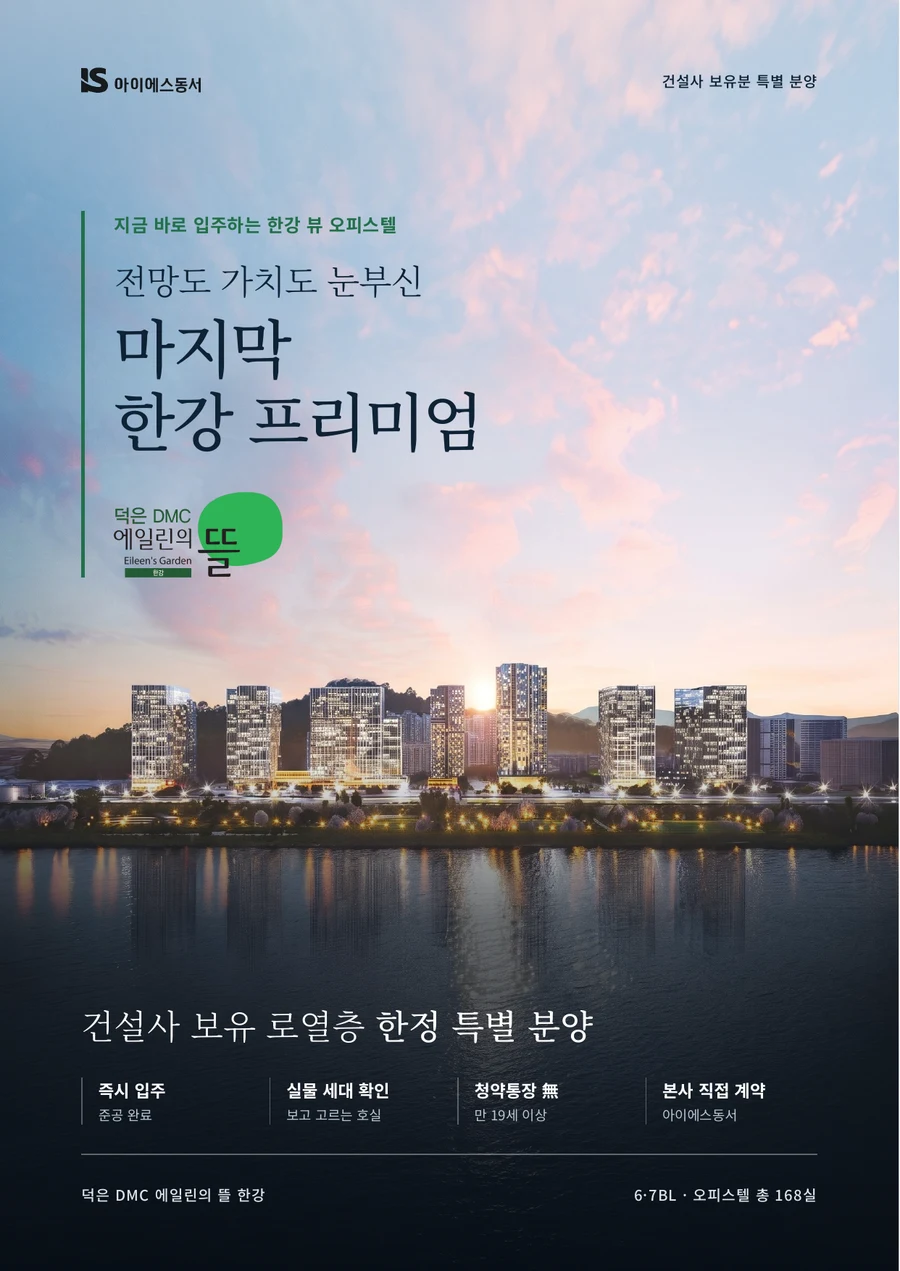 IS 아이에스동서
건설사 보유분 특별 분양
지금 바로 입주하는 한강 뷰 오피스텔
전망도 가치도 눈부신
마지막
한강 프리미엄
덕은 DMC
에일린의 뜰
Eileen's Garden
한강
건설사 보유 로열층 한정 특별 분양
즉시 입주
준공 완료
실물 세대 확인
보고 고르는 호실
청약통장 無
만 19세 이상
본사 직접 계약
아이에스동서
덕은 DMC 에일린의 뜰 한강
6·7BL · 오피스텔 총 168실